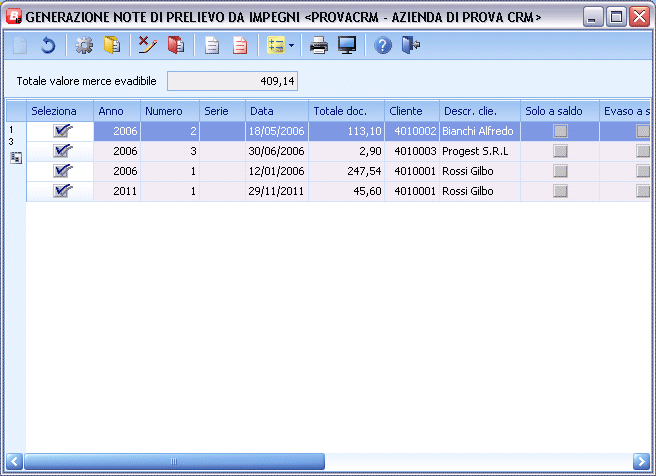 GENERAZIONE NOTE DI PRELIEVO DA IMPEGNI <PROVACRM - AZIENDA DI PROVA CRM>
Totale valore merce evadibile 409,14
Seleziona Anno Numero Serie Data Totale doc. Cliente Descr. clie. Solo a saldo Evaso a s
1 2006 2 18/05/2006 113,10 4010002 Bianchi Alfredo
3 2006 3 30/06/2006 2,90 4010003 Progest S.R.L
2006 1 12/01/2006 247,54 4010001 Rossi Gilbo
2011 1 29/11/2011 45,60 4010001 Rossi Gilbo